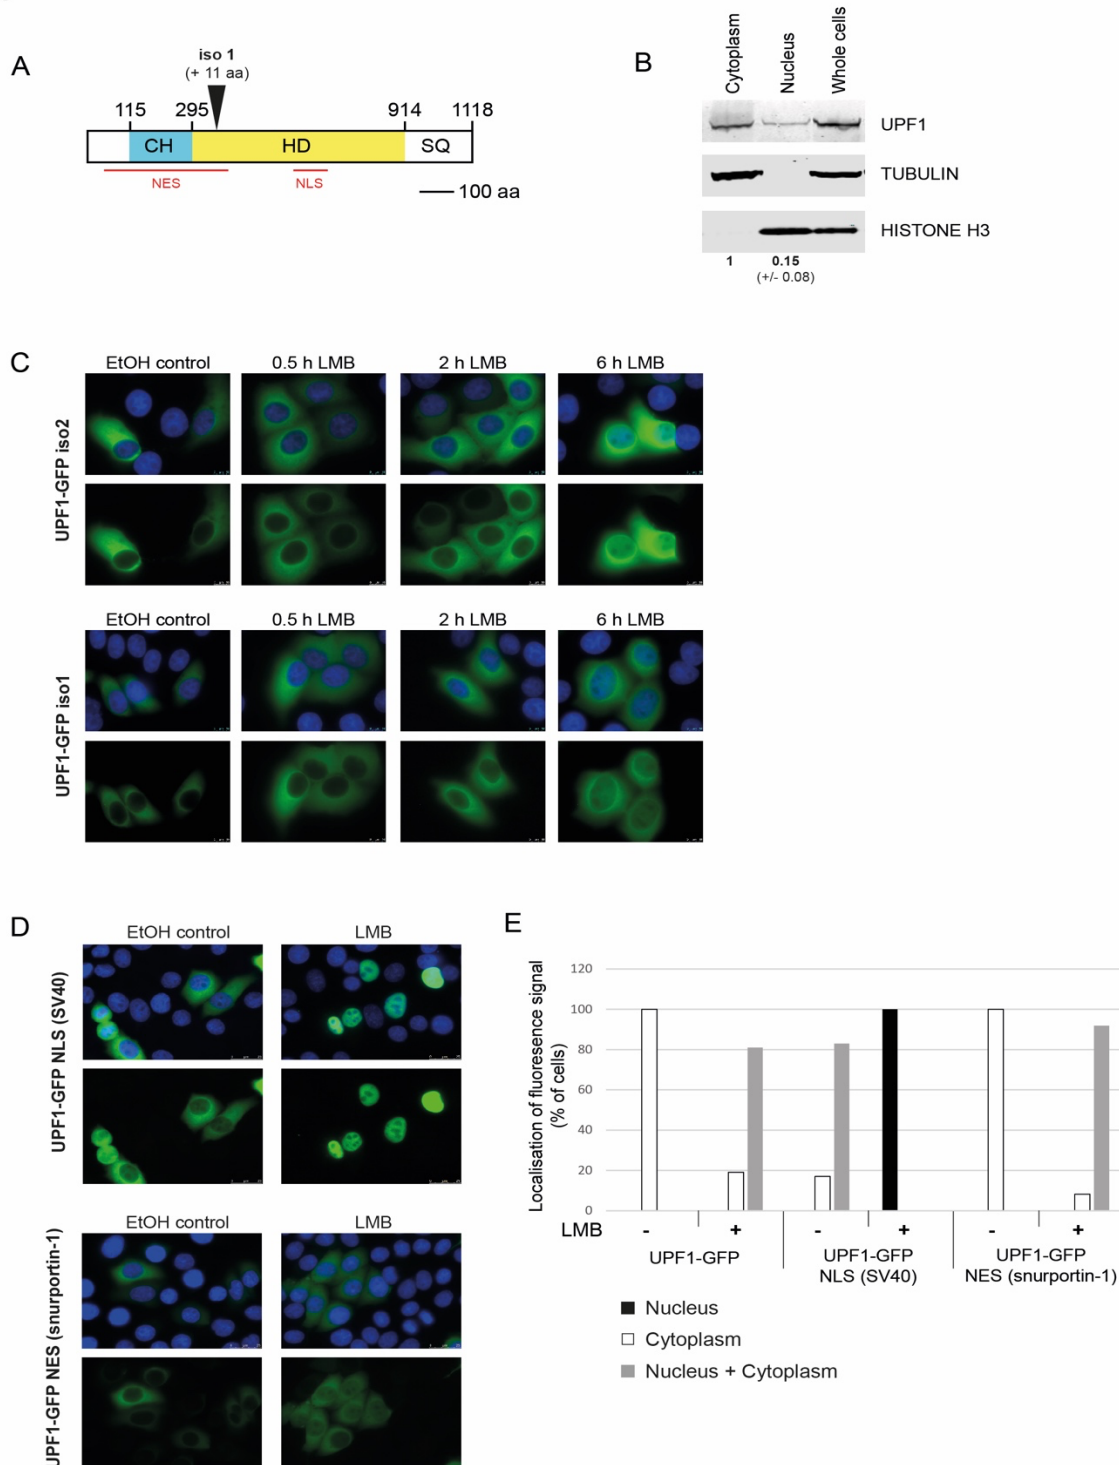 A
iso 1
(+ 11 aa)
115 295 914 1118
CH HD SQ
NES NLS
100 aa
B
Cytoplasm
Nucleus
Whole cells
UPF1
TUBULIN
HISTONE H3
1 0.15
(+/- 0.08)
C
EtOH control 0.5 h LMB 2 h LMB 6 h LMB
UPF1-GFP iso2
EtOH control 0.5 h LMB 2 h LMB 6 h LMB
UPF1-GFP iso1
D
EtOH control LMB
UPF1-GFP NLS (SV40)
EtOH control LMB
UPF1-GFP NES (snurportin-1)
E
Localisation of fluoresence signal
(% of cells)
120
100
80
60
40
20
0
LMB - + - + - +
UPF1-GFP
UPF1-GFP
NLS (SV40)
UPF1-GFP
NES (snurportin-1)
Nucleus
Cytoplasm
Nucleus + Cytoplasm